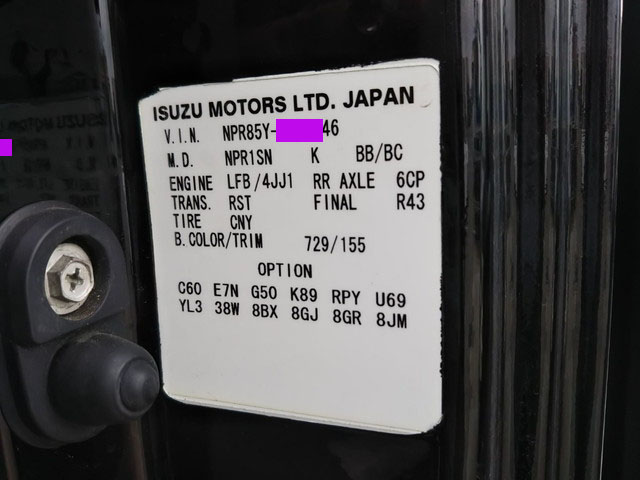 ISUZU MOTORS LTD. JAPAN
V.I.N. NPR85Y-46
M.D. NPR1SN K BB/BC
ENGINE LFB/4JJ1 RR AXLE 6CP
TRANS. RST FINAL R43
TIRE CNY
B.COLOR/TRIM 729/155
OPTION
C60 E7N G50 K89 RPY U69
YL3 38W 8BX 8GJ 8GR 8JM